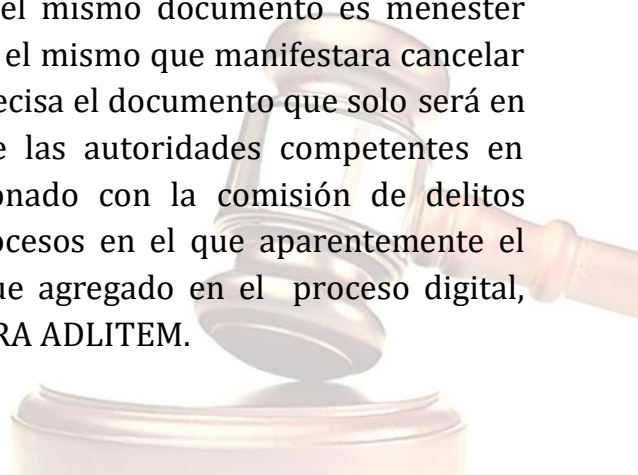 el mismo documento es menester
el mismo que manifestara cancelar
ecisa el documento que solo será en
e las autoridades competentes en
onado con la comisión de delitos
ocesos en el que aparentemente el
ue agregado en el proceso digital,
RA ADLITEM.